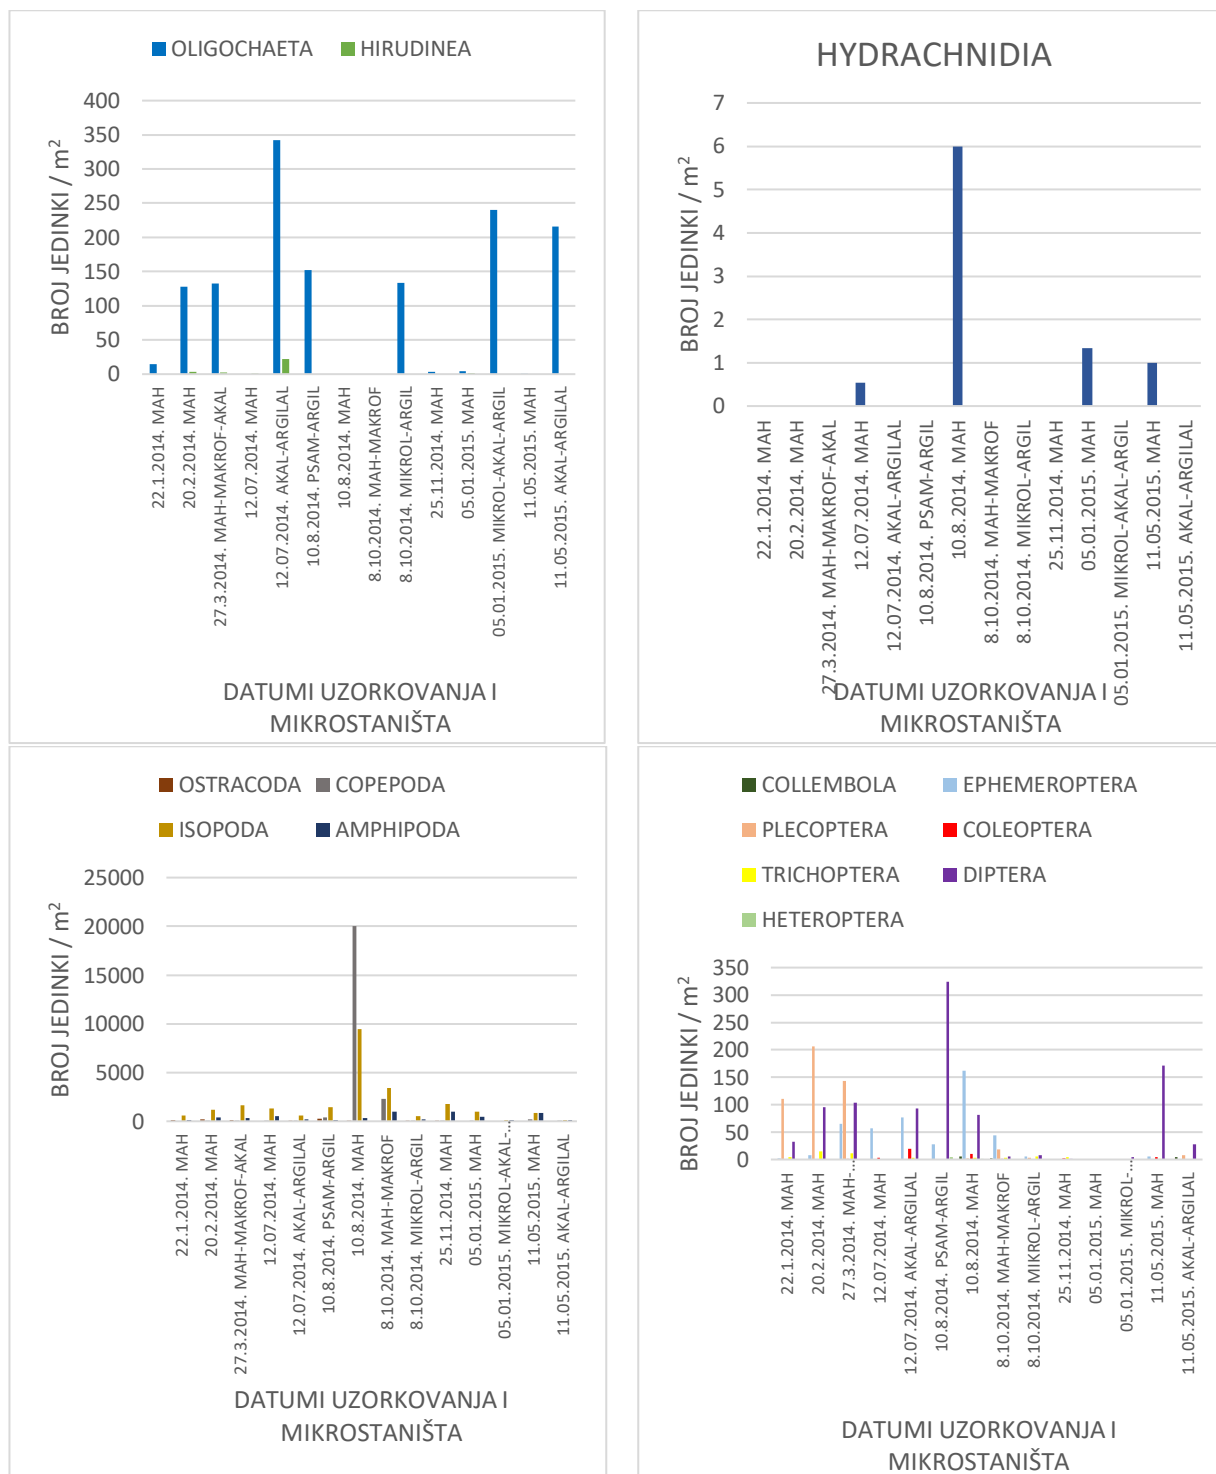 OLIGOCHAETA HIRUDINEA
400
350
300
250
200
150
100
50
0
BROJ JEDINKI / m²
22.1.2014. MAH
20.2.2014. MAH
27.3.2014. MAH-MAKROF-AKAL
12.07.2014. MAH
12.07.2014. AKAL-ARGILAL
10.8.2014. PSAM-ARGIL
10.8.2014. MAH
8.10.2014. MAH-MAKROF
8.10.2014. MIKROL-ARGIL
25.11.2014. MAH
05.01.2015. MAH
05.01.2015. MIKROL-AKAL-ARGIL
11.05.2015. MAH
11.05.2015. AKAL-ARGILAL
DATUMI UZORKOVANJA I
MIKROSTANIŠTA
HYDRACHNIDIA
7
6
5
4
3
2
1
0
BROJ JEDINKI / m²
22.1.2014. MAH
20.2.2014. MAH
27.3.2014. MAH-MAKROF-AKAL
12.07.2014. MAH
12.07.2014. AKAL-ARGILAL
10.8.2014. PSAM-ARGIL
10.8.2014. MAH
8.10.2014. MAH-MAKROF
8.10.2014. MIKROL-ARGIL
25.11.2014. MAH
05.01.2015. MAH
05.01.2015. MIKROL-AKAL-ARGIL
11.05.2015. MAH
11.05.2015. AKAL-ARGILAL
DATUMI UZORKOVANJA I
MIKROSTANIŠTA
OSTRACODA COPEPODA
ISOPODA AMPHIPODA
25000
20000
15000
10000
5000
0
BROJ JEDINKI / m²
22.1.2014. MAH
20.2.2014. MAH
27.3.2014. MAH-MAKROF-AKAL
12.07.2014. MAH
12.07.2014. AKAL-ARGILAL
10.8.2014. PSAM-ARGIL
10.8.2014. MAH
8.10.2014. MAH-MAKROF
8.10.2014. MIKROL-ARGIL
25.11.2014. MAH
05.01.2015. MAH
05.01.2015. MIKROL-AKAL-…
11.05.2015. MAH
11.05.2015. AKAL-ARGILAL
DATUMI UZORKOVANJA I
MIKROSTANIŠTA
COLLEMBOLA EPHEMEROPTERA
PLECOPTERA COLEOPTERA
TRICHOPTERA DIPTERA
HETEROPTERA
350
300
250
200
150
100
50
0
BROJ JEDINKI / m²
22.1.2014. MAH
20.2.2014. MAH
27.3.2014. MAH-…
12.07.2014. MAH
12.07.2014. AKAL-ARGILAL
10.8.2014. PSAM-ARGIL
10.8.2014. MAH
8.10.2014. MAH-MAKROF
8.10.2014. MIKROL-ARGIL
25.11.2014. MAH
05.01.2015. MAH
05.01.2015. MIKROL-…
11.05.2015. MAH
11.05.2015. AKAL-ARGILAL
DATUMI UZORKOVANJA I
MIKROSTANIŠTA